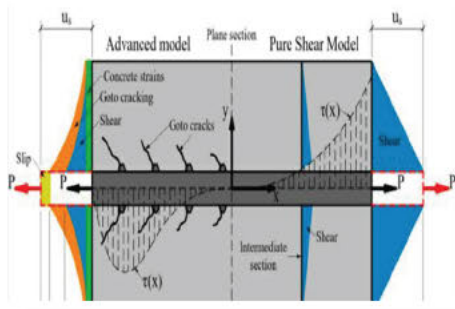 uₛ
Plane section
uₛ
Advanced model
Pure Shear Model
Concrete strains
Goto cracking
Shear
Goto cracks
y
τ(x)
Shear
Slip
P
P
x
P
P
Intermediate
section
Shear
τ(x)